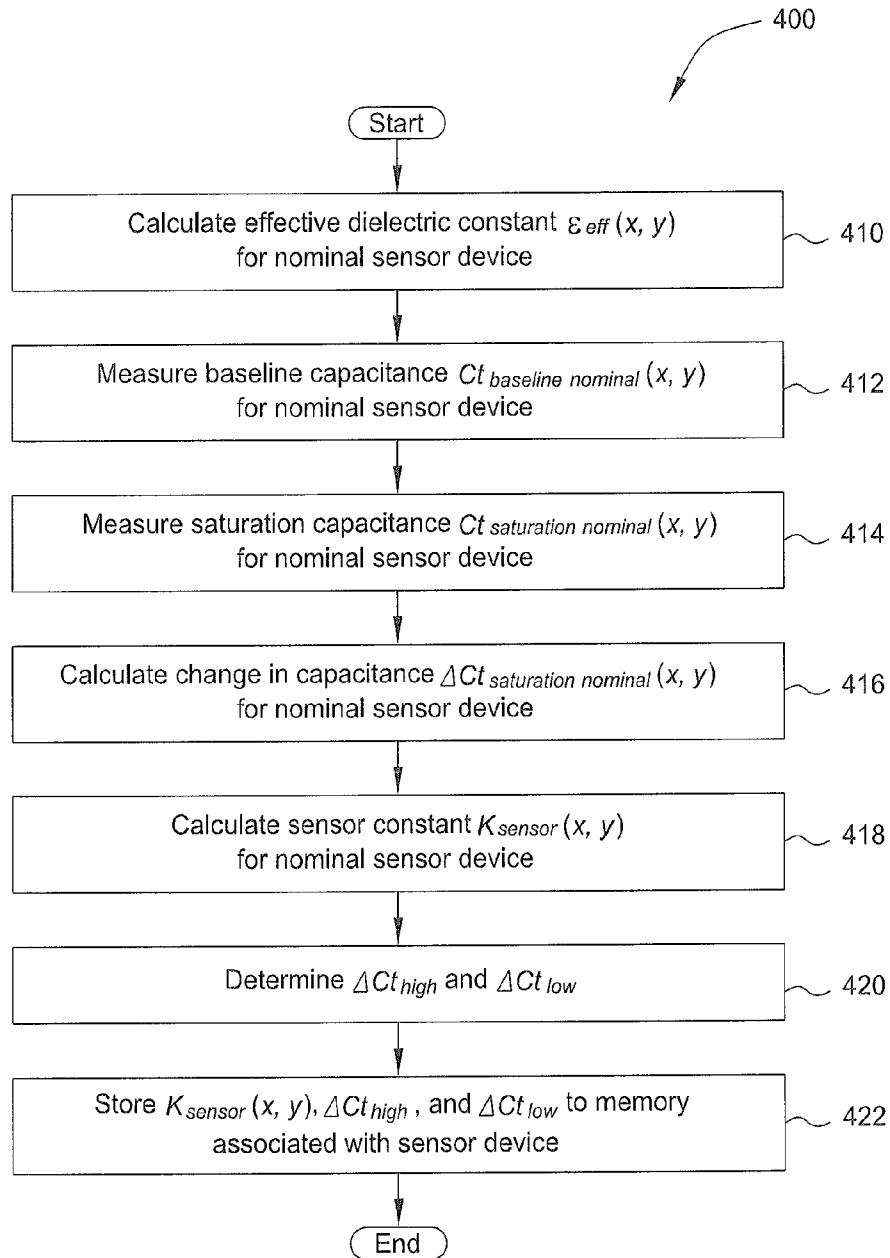 400
Start
Calculate effective dielectric constant ε eff (x, y)
for nominal sensor device
410
Measure baseline capacitance Ct baseline nominal (x, y)
for nominal sensor device
412
Measure saturation capacitance Ct saturation nominal (x, y)
for nominal sensor device
414
Calculate change in capacitance ΔCt saturation nominal (x, y)
for nominal sensor device
416
Calculate sensor constant K sensor (x, y)
for nominal sensor device
418
Determine ΔCt high and ΔCt low
420
Store K sensor (x, y), ΔCt high , and ΔCt low to memory
associated with sensor device
422
End